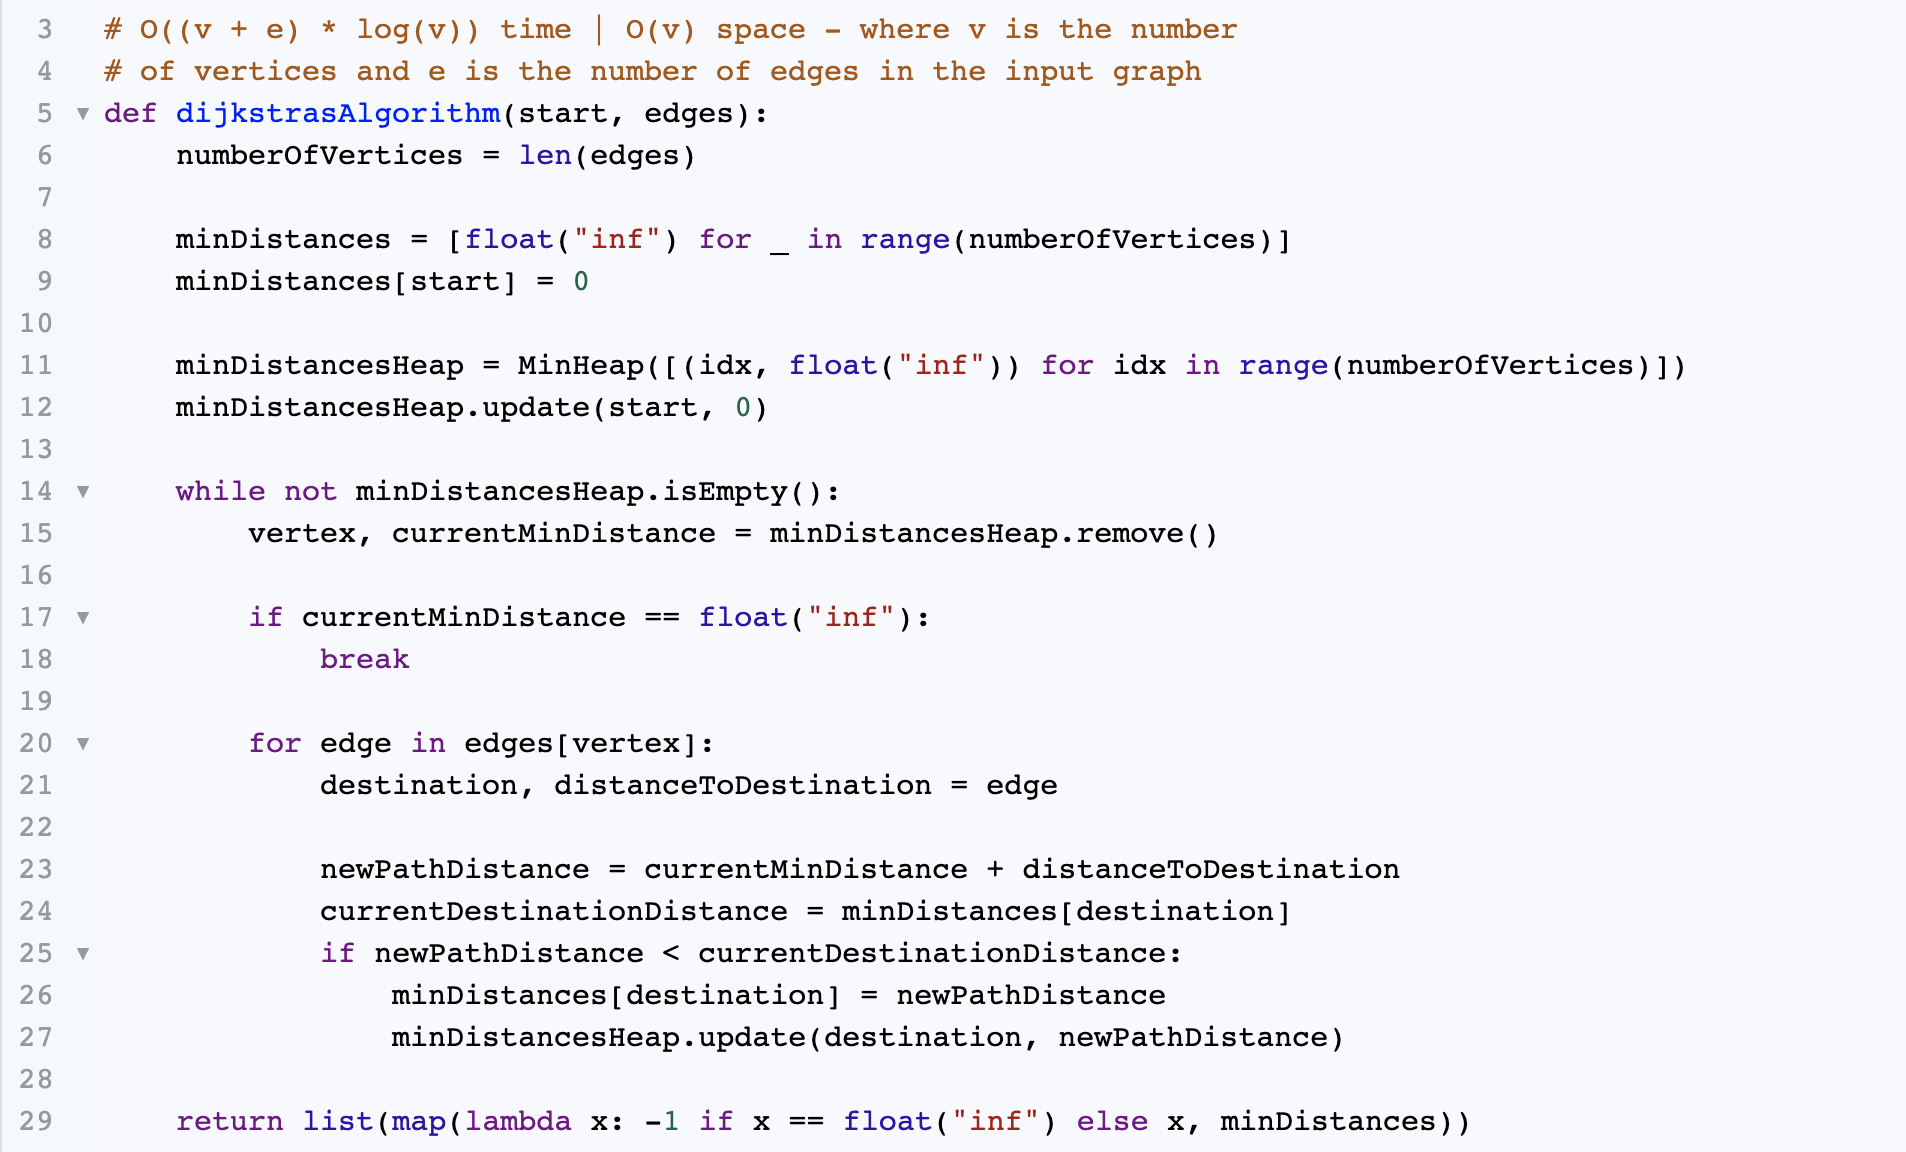 3 # O((v + e) * log(v)) time | O(v) space – where v is the number
4 # of vertices and e is the number of edges in the input graph
5 ▼ def dijkstrasAlgorithm(start, edges):
6     numberOfVertices = len(edges)
7
8     minDistances = [float("inf") for _ in range(numberOfVertices)]
9     minDistances[start] = 0
10
11     minDistancesHeap = MinHeap([(idx, float("inf")) for idx in range(numberOfVertices)])
12     minDistancesHeap.update(start, 0)
13
14 ▼     while not minDistancesHeap.isEmpty():
15         vertex, currentMinDistance = minDistancesHeap.remove()
16
17 ▼         if currentMinDistance == float("inf"):
18             break
19
20 ▼         for edge in edges[vertex]:
21             destination, distanceToDestination = edge
22
23             newPathDistance = currentMinDistance + distanceToDestination
24             currentDestinationDistance = minDistances[destination]
25 ▼             if newPathDistance < currentDestinationDistance:
26                 minDistances[destination] = newPathDistance
27                 minDistancesHeap.update(destination, newPathDistance)
28
29     return list(map(lambda x: -1 if x == float("inf") else x, minDistances))